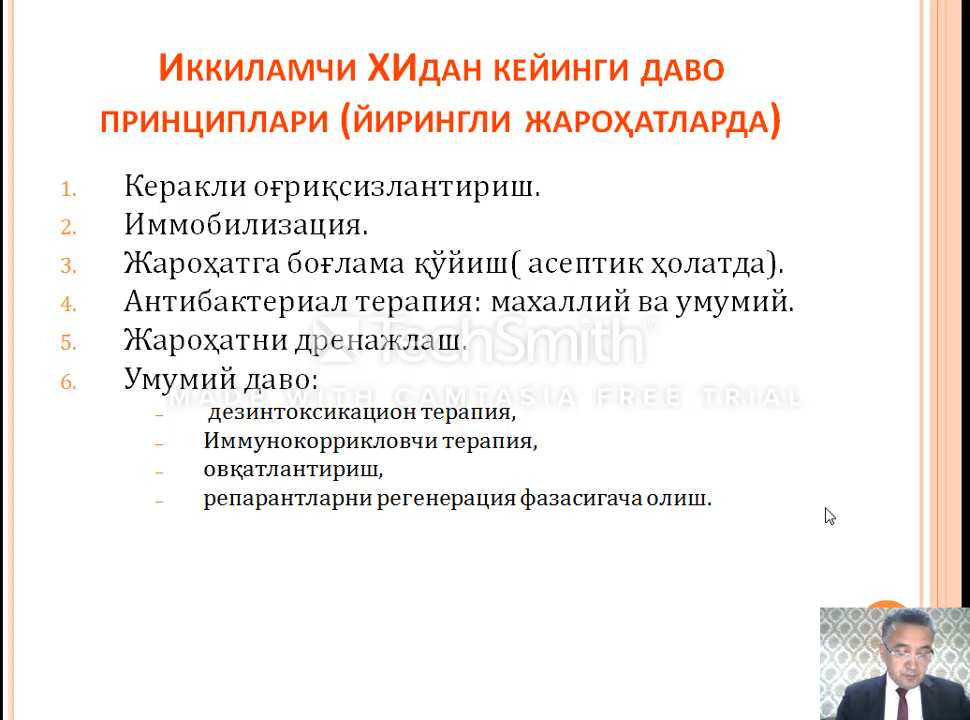 Иккиламчи ХИдан кейинги даво
принциплари (йирингли жароҳатларда)
1. Керакли оғриқсизлантириш.
2. Иммобилизация.
3. Жароҳатга боғлама қўйиш( асептик ҳолатда).
4. Антибактериал терапия: махаллий ва умумий.
5. Жароҳатни дренажлаш.
TechSmith
6. Умумий даво:
MADE WITH CAMTASIA FREE TRIAL
– дезинтоксикацион терапия,
– Иммунокоррикловчи терапия,
– овқатлантириш,
– репарантларни регенерация фазасигача олиш.